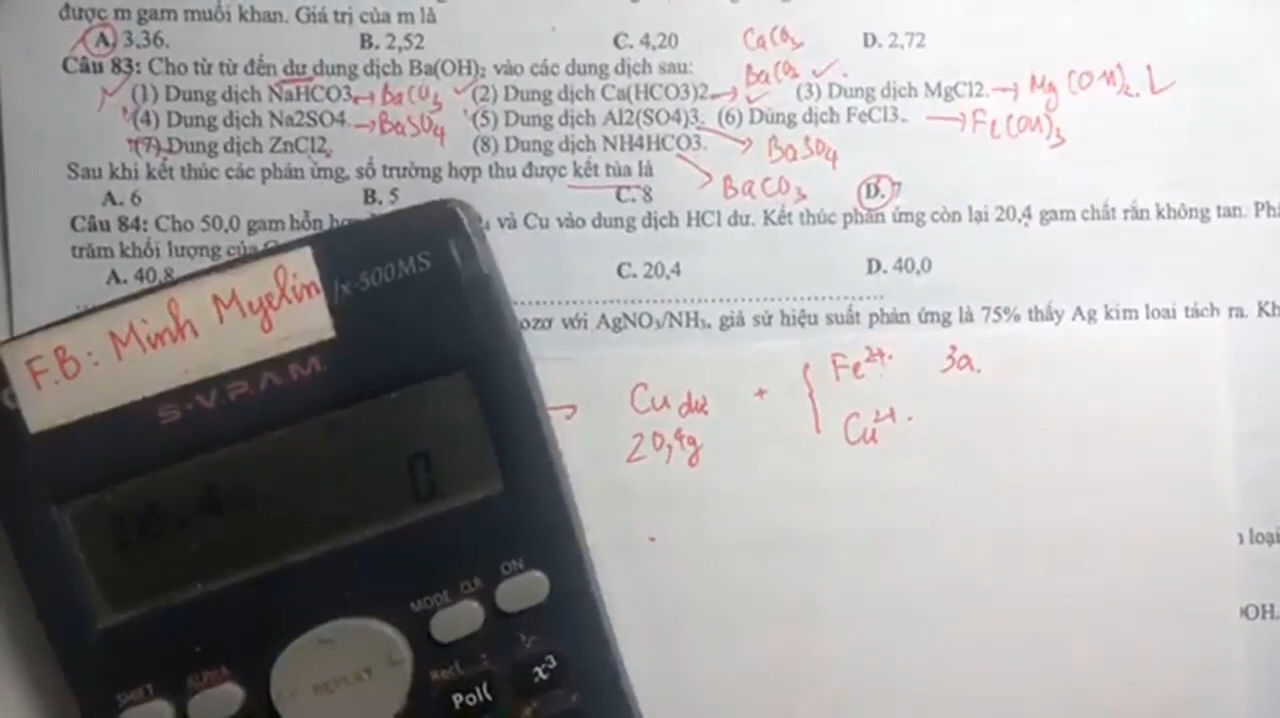 được m gam muối khan. Giá trị của m là
A. 3,36. B. 2,52 C. 4,20 D. 2,72
CaCO3
Câu 83: Cho từ từ đến dư dung dịch Ba(OH)2 vào các dung dịch sau:
BaCO3 ✓.
(1) Dung dịch NaHCO3. → BaCO3 ✓ (2) Dung dịch Ca(HCO3)2 → ✓ (3) Dung dịch MgCl2. → Mg(OH)2. ↓
(4) Dung dịch Na2SO4. → BaSO4 (5) Dung dịch Al2(SO4)3. (6) Dung dịch FeCl3. → Fe(OH)3
(7) Dung dịch ZnCl2. (8) Dung dịch NH4HCO3. → BaSO4
Sau khi kết thúc các phản ứng, số trường hợp thu được kết tủa là → BaCO3
A. 6 B. 5 C. 8 D. 7
Câu 84: Cho 50,0 gam hỗn và Cu vào dung dịch HCl dư. Kết thúc phản ứng còn lại 20,4 gam chất rắn không tan. Ph
trăm khối lượng của
A. 40,8 C. 20,4 D. 40,0
với AgNO3/NH3, giả sử hiệu suất phản ứng là 75% thấy Ag kim loại tách ra. Kh
→ Cu dư + { Fe2+. 3a.
20,4g Cu2+.
F.B: Minh Myelin
fx-500MS
S.V.P.A.M.
0.
loại
OH.
MODE CLR ON
SHIFT ALPHA REPLAY
Rec( :
Pol( x³